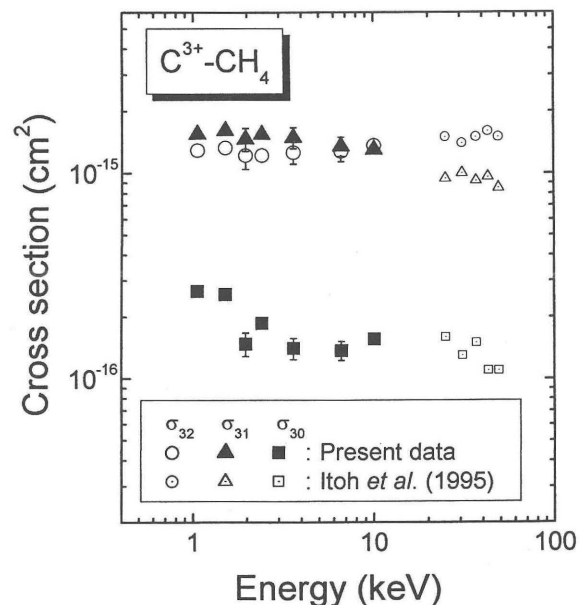 C³⁺-CH₄
Cross section (cm²)
10⁻¹⁵
10⁻¹⁶
σ₃₂ σ₃₁ σ₃₀
: Present data
: Itoh et al. (1995)
1 10 100
Energy (keV)